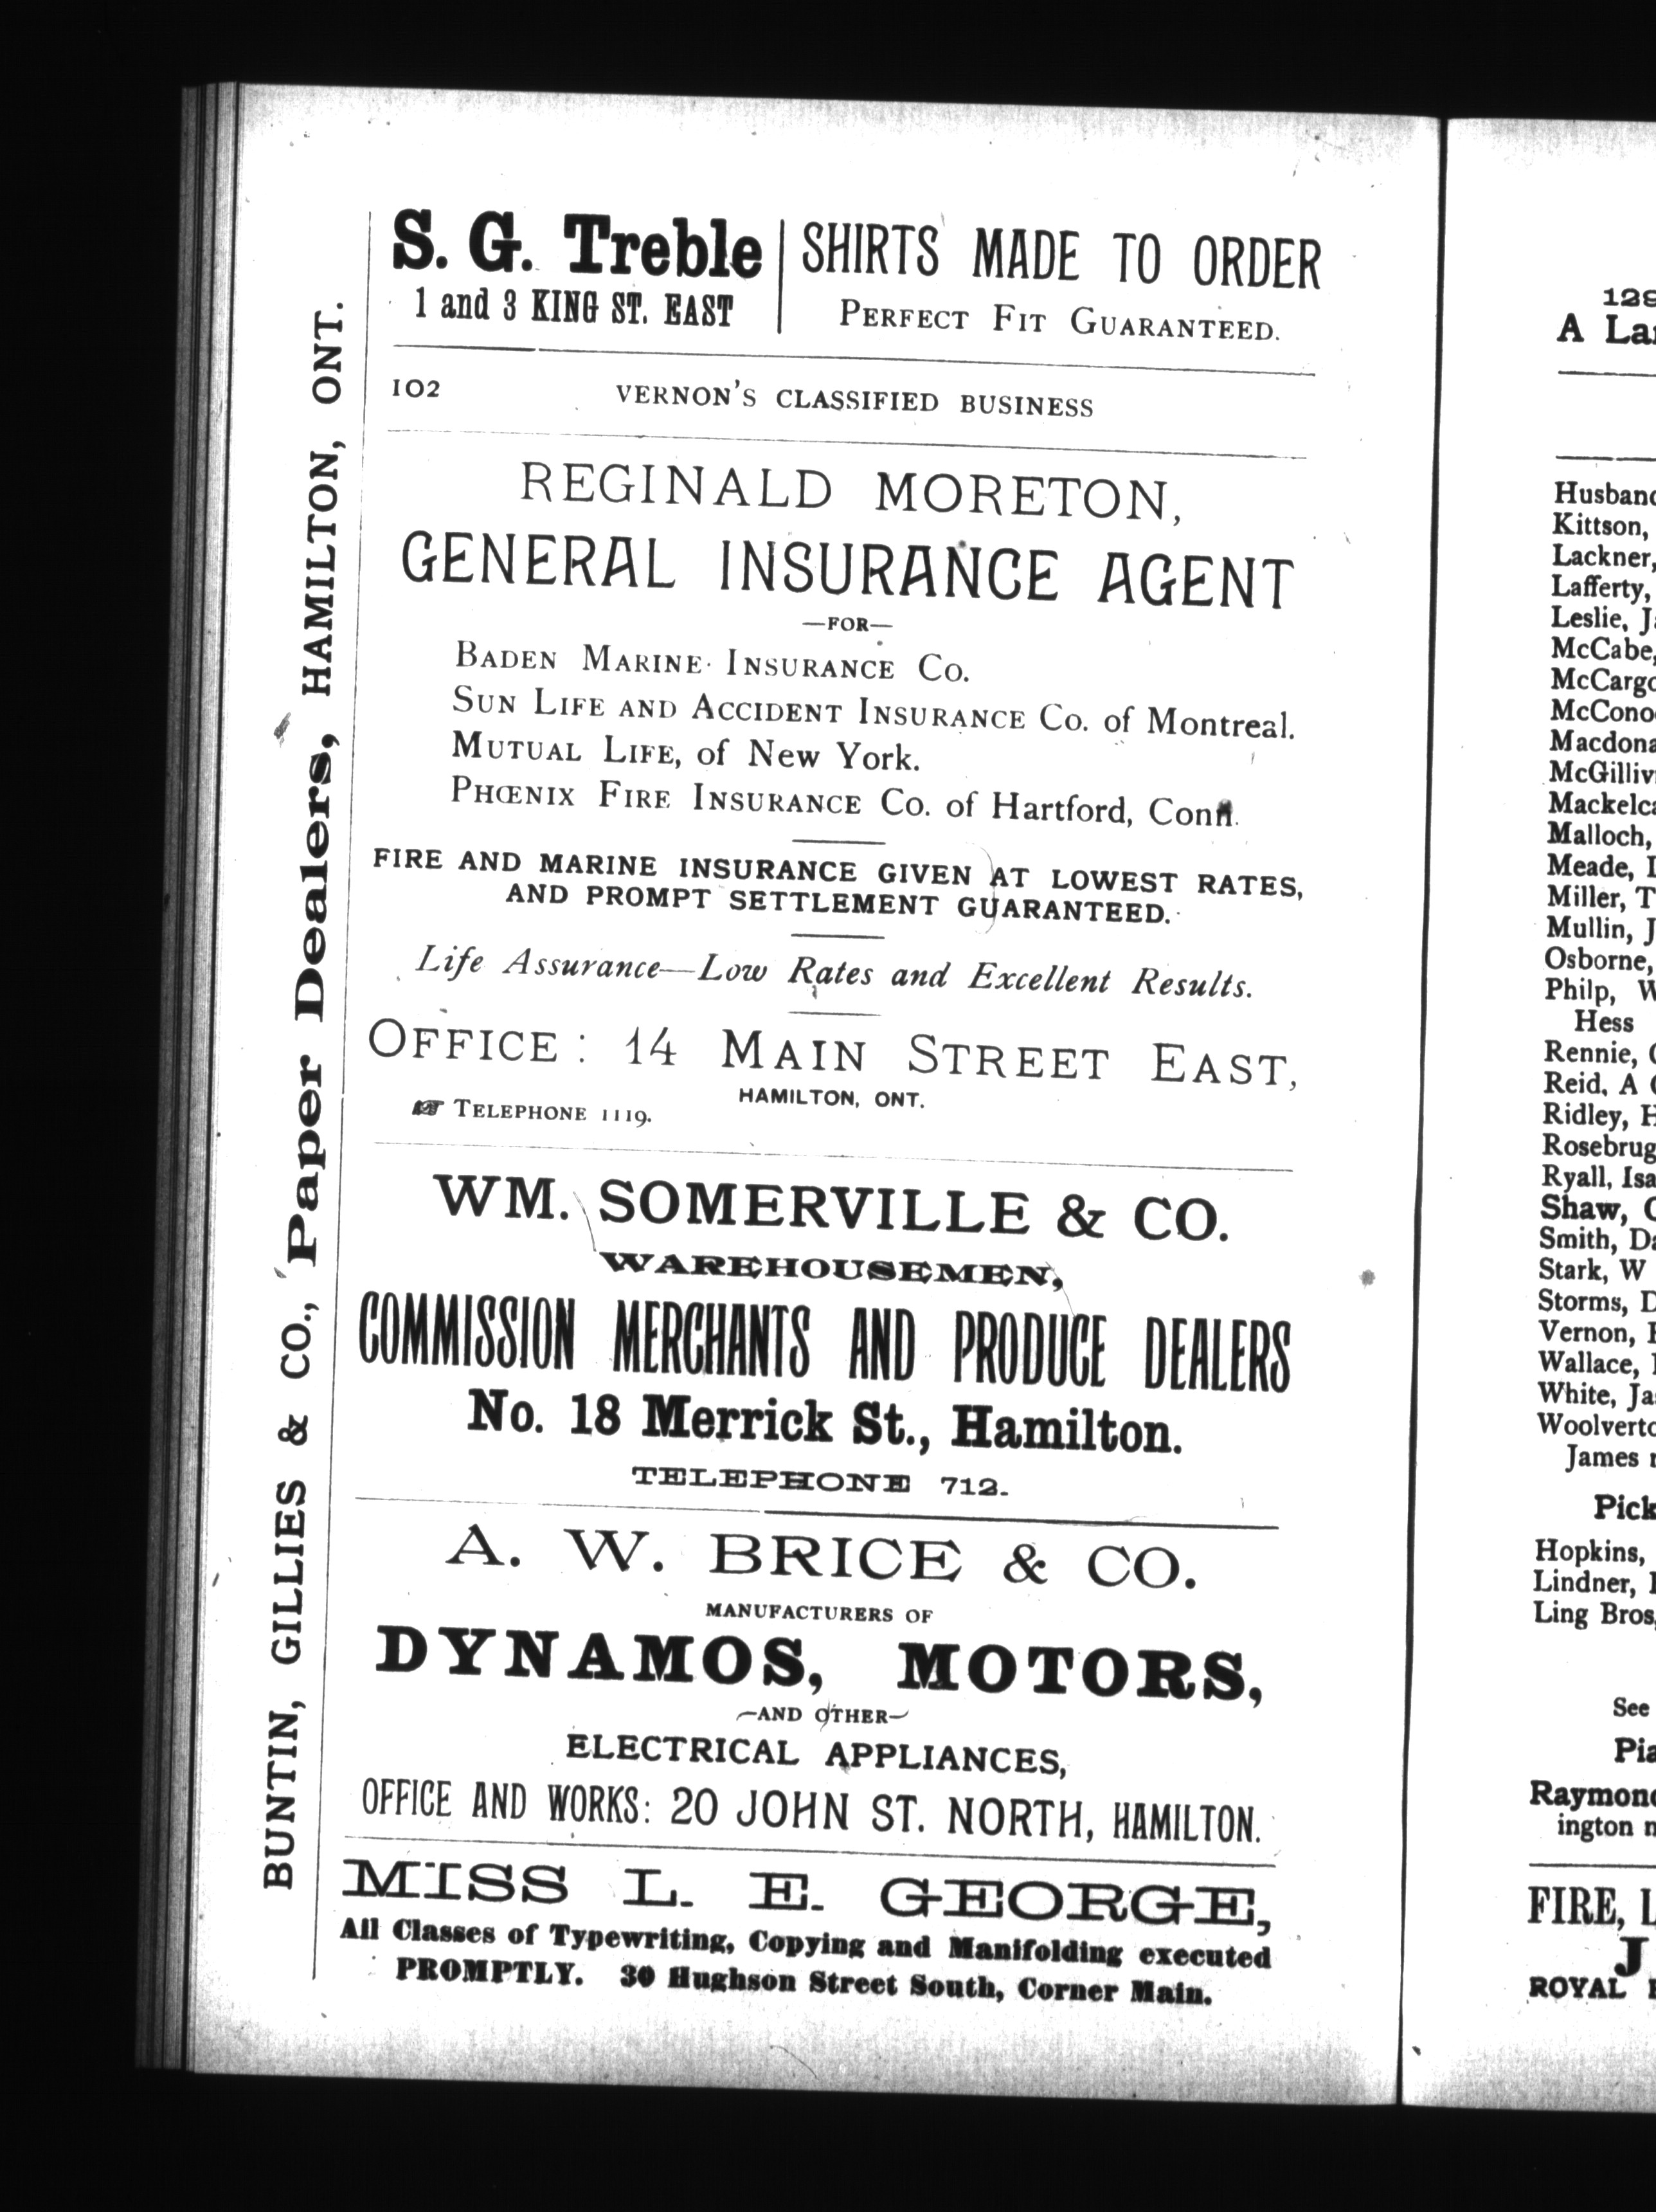 S. G. Treble
1 and 3 KING ST. EAST
SHIRTS MADE TO ORDER
PERFECT FIT GUARANTEED.
102 VERNON'S CLASSIFIED BUSINESS
REGINALD MORETON,
GENERAL INSURANCE AGENT
—FOR—
BADEN MARINE INSURANCE CO.
SUN LIFE AND ACCIDENT INSURANCE CO. of Montreal.
MUTUAL LIFE, of New York.
PHŒNIX FIRE INSURANCE CO. of Hartford, Conn.
FIRE AND MARINE INSURANCE GIVEN AT LOWEST RATES,
AND PROMPT SETTLEMENT GUARANTEED.
Life Assurance—Low Rates and Excellent Results.
OFFICE: 14 MAIN STREET EAST,
HAMILTON, ONT.
☞ TELEPHONE 1119.
WM. SOMERVILLE & CO.
WAREHOUSEMEN,
COMMISSION MERCHANTS AND PRODUCE DEALERS
No. 18 Merrick St., Hamilton.
TELEPHONE 712.
A. W. BRICE & CO.
MANUFACTURERS OF
DYNAMOS, MOTORS,
—AND OTHER—
ELECTRICAL APPLIANCES,
OFFICE AND WORKS: 20 JOHN ST. NORTH, HAMILTON.
MISS L. E. GEORGE,
All Classes of Typewriting, Copying and Manifolding executed
PROMPTLY. 30 Hughson Street South, Corner Main.
BUNTIN, GILLIES & CO., Paper Dealers, HAMILTON, ONT.
129
A
Kittson,
Lackner,
Lafferty,
Leslie,
McCabe,
Malloch,
Meade,
Miller,
Mullin,
Osborne,
Philp,
Hess
Rennie,
Reid, A
Ridley,
Ryall,
Shaw,
Smith,
Stark, W
Storms,
Vernon,
Wallace,
White,
James
Hopkins,
Lindner,
Ling
See
ington
FIRE,
J
ROYAL